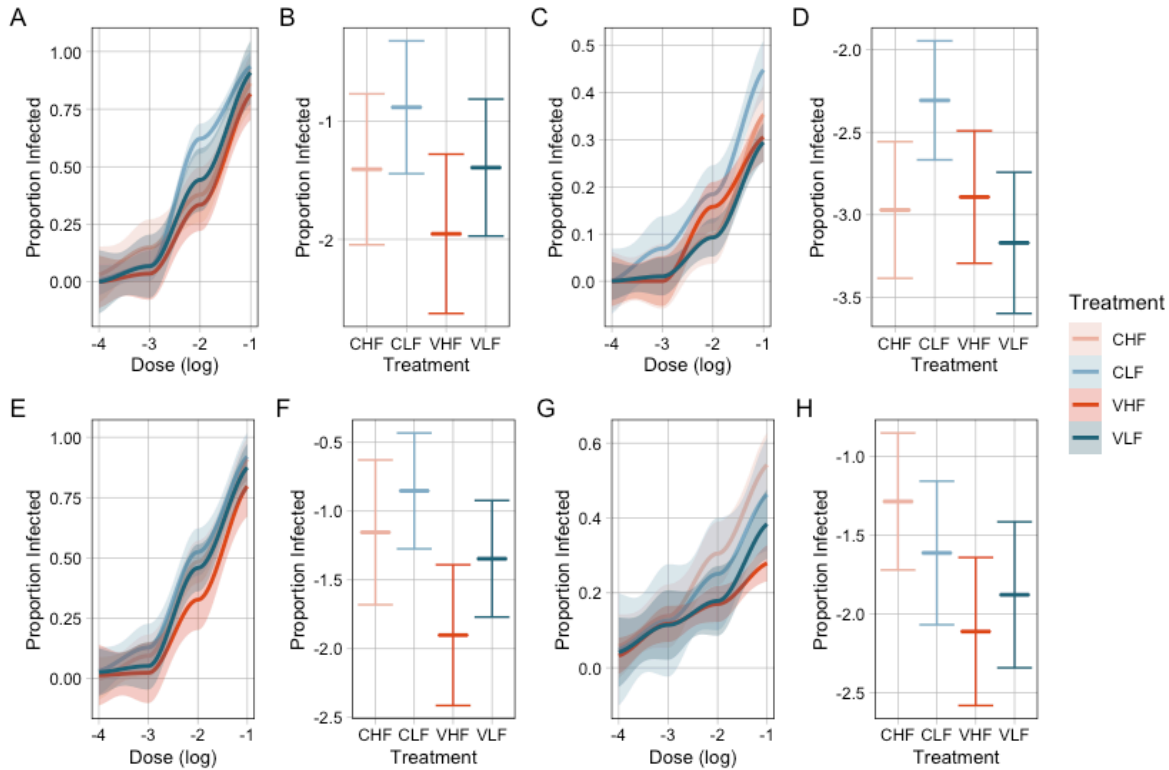 A
B
C
D
Proportion Infected
1.00
0.75
0.50
0.25
0.00
-4 -3 -2 -1
Dose (log)
Proportion Infected
-1
-2
CHF CLF VHF VLF
Treatment
Proportion Infected
0.5
0.4
0.3
0.2
0.1
0.0
-4 -3 -2 -1
Dose (log)
Proportion Infected
-2.0
-2.5
-3.0
-3.5
CHF CLF VHF VLF
Treatment
Treatment
CHF
CLF
VHF
VLF
E
F
G
H
Proportion Infected
1.00
0.75
0.50
0.25
0.00
-4 -3 -2 -1
Dose (log)
Proportion Infected
-0.5
-1.0
-1.5
-2.0
-2.5
CHF CLF VHF VLF
Treatment
Proportion Infected
0.6
0.4
0.2
0.0
-4 -3 -2 -1
Dose (log)
Proportion Infected
-1.0
-1.5
-2.0
-2.5
CHF CLF VHF VLF
Treatment